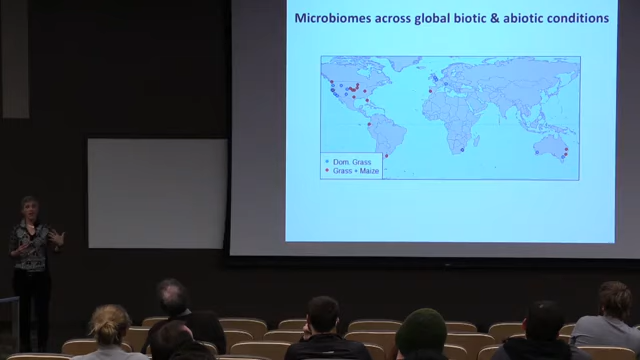 Microbiomes across global biotic & abiotic conditions
Dom. Grass
Grass + Maize